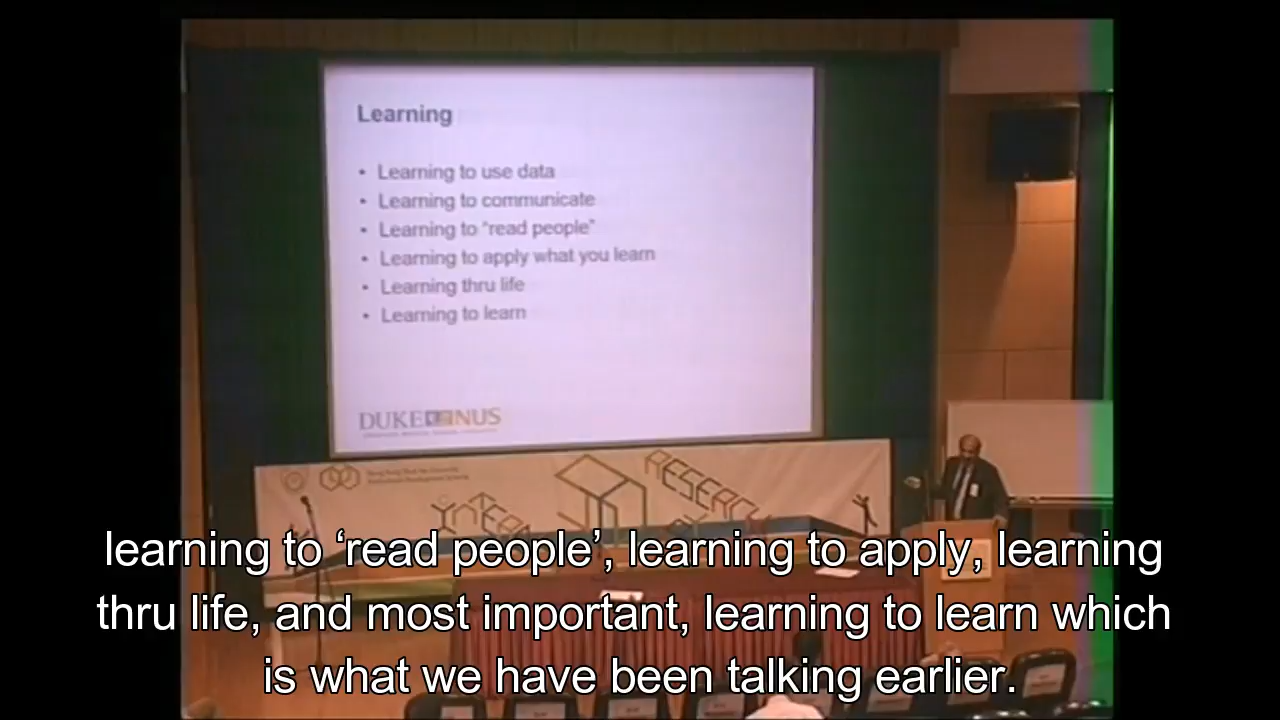 Learning
• Learning to use data
• Learning to communicate
• Learning to "read people"
• Learning to apply what you learn
• Learning thru life
• Learning to learn
DUKE NUS
RESEARCH
learning to ‘read people’, learning to apply, learning
thru life, and most important, learning to learn which
is what we have been talking earlier.